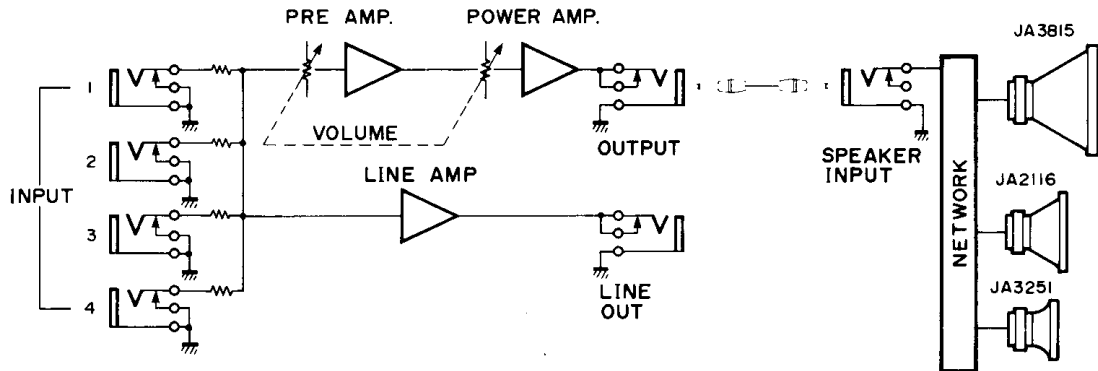 PRE AMP.
POWER AMP.
JA3815
1
VOLUME
OUTPUT
SPEAKER
INPUT
2
LINE AMP
INPUT
JA2116
3
NETWORK
LINE
OUT
JA3251
4